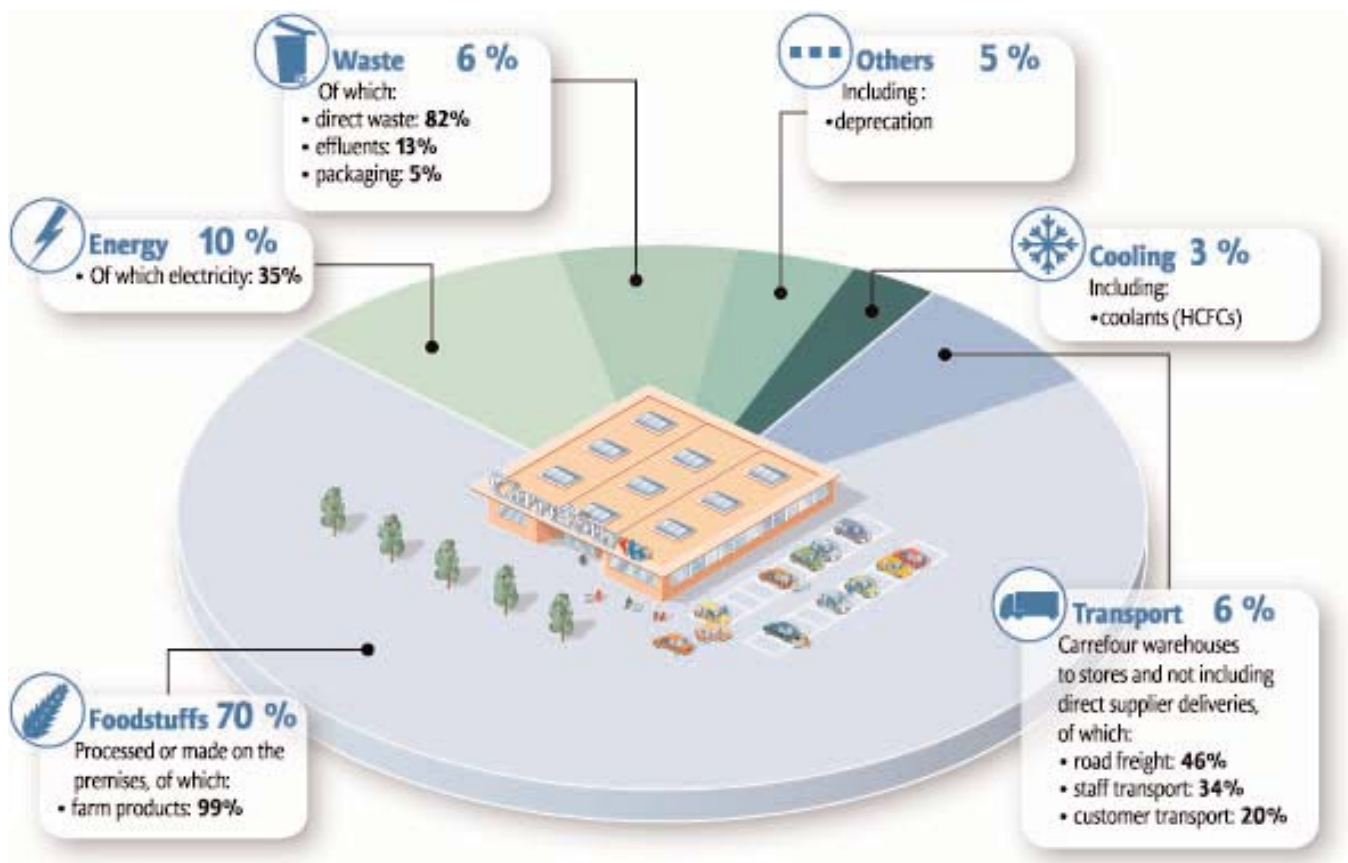 Waste 6 %
Of which:
• direct waste: 82%
• effluents: 13%
• packaging: 5%
Others 5 %
Including :
•deprecation
Energy 10 %
• Of which electricity: 35%
Cooling 3 %
Including:
•coolants (HCFCs)
Carrefour
Foodstuffs 70 %
Processed or made on the
premises, of which:
• farm products: 99%
Transport 6 %
Carrefour warehouses
to stores and not including
direct supplier deliveries,
of which:
• road freight: 46%
• staff transport: 34%
• customer transport: 20%